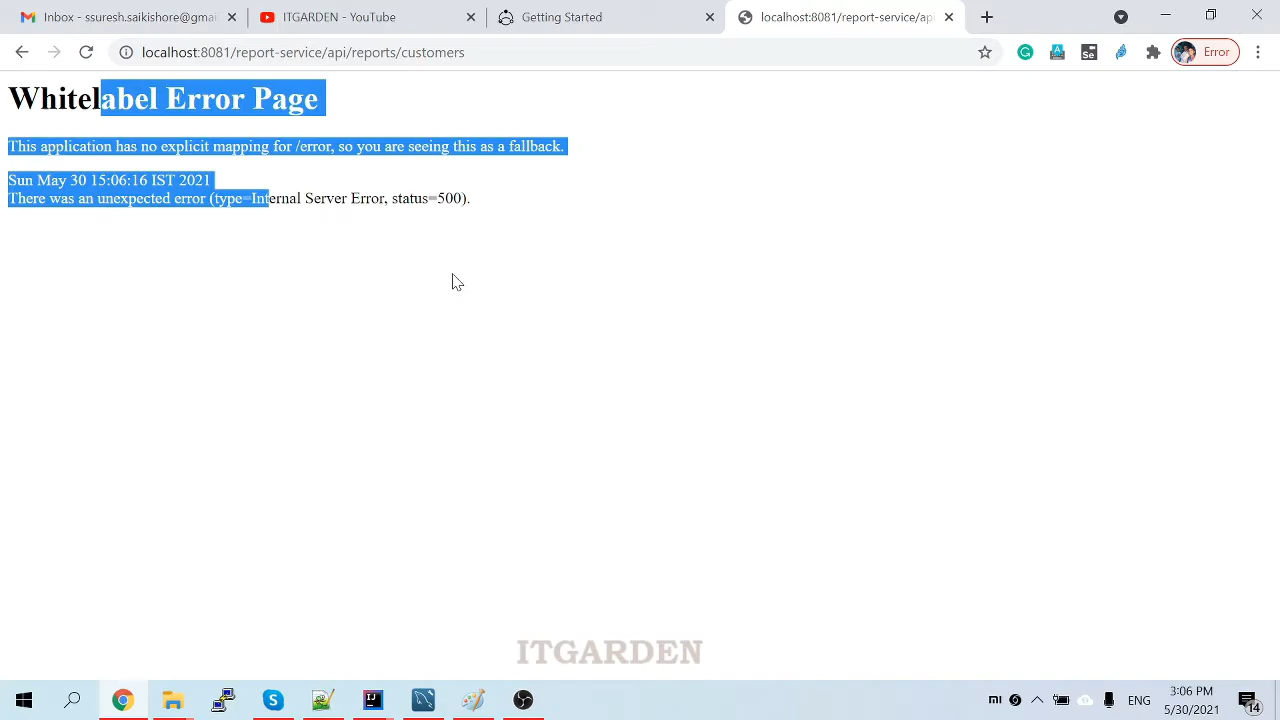 Inbox - suresh.saikishore@gmai
ITGARDEN - YouTube
Getting Started
localhost:8081/report-service/api
localhost:8081/report-service/api/reports/customers
Error
Whitelabel Error Page
This application has no explicit mapping for /error, so you are seeing this as a fallback.
Sun May 30 15:06:16 IST 2021
There was an unexpected error (type=Internal Server Error, status=500).
ITGARDEN
ENG
3:06 PM
5/30/2021
14